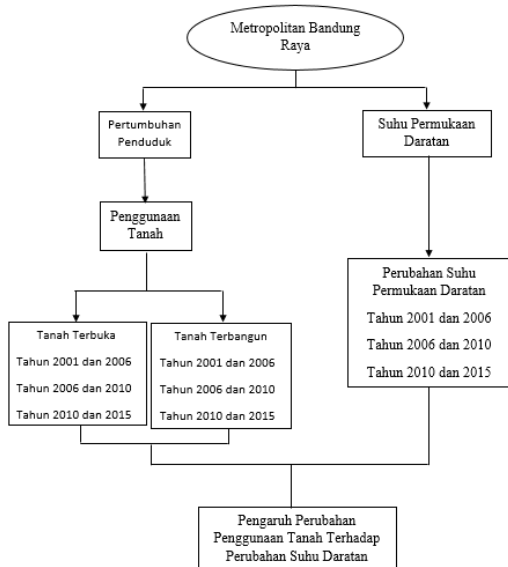 Metropolitan Bandung
Raya
Pertumbuhan
Penduduk
Suhu Permukaan
Daratan
Penggunaan
Tanah
Perubahan Suhu
Permukaan Daratan
Tahun 2001 dan 2006
Tahun 2006 dan 2010
Tahun 2010 dan 2015
Tanah Terbuka
Tahun 2001 dan 2006
Tahun 2006 dan 2010
Tahun 2010 dan 2015
Tanah Terbangun
Tahun 2001 dan 2006
Tahun 2006 dan 2010
Tahun 2010 dan 2015
Pengaruh Perubahan
Penggunaan Tanah Terhadap
Perubahan Suhu Daratan